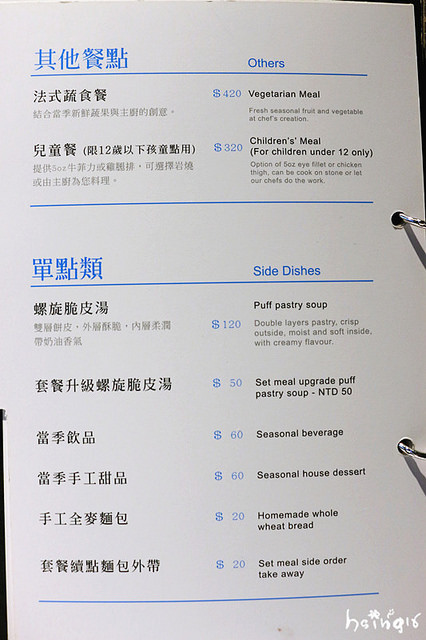 其他餐點 Others
法式蔬食餐 $420 Vegetarian Meal
結合當季新鮮蔬果與主廚的創意。 Fresh seasonal fruit and vegetable
at chef's creation.
兒童餐 (限12歲以下孩童點用) $320 Children's' Meal
(For children under 12 only)
提供5oz牛菲力或雞腿排,可選擇岩燒 Option of 5oz eye fillet or chicken
或由主廚為您料理。 thigh, can be cook on stone or let
our chefs do the work.
單點類 Side Dishes
螺旋脆皮湯 Puff pastry soup
雙層餅皮,外層酥脆,內層柔潤 $120 Double layers pastry, crisp
帶奶油香氣 outside, moist and soft inside,
with creamy flavour.
套餐升級螺旋脆皮湯 $ 50 Set meal upgrade puff
pastry soup - NTD 50
當季飲品 $ 60 Seasonal beverage
當季手工甜品 $ 60 Seasonal house dessert
手工全麥麵包 $ 20 Homemade whole
wheat bread
套餐續點麵包外帶 $ 20 Set meal side order
take away
hsing16